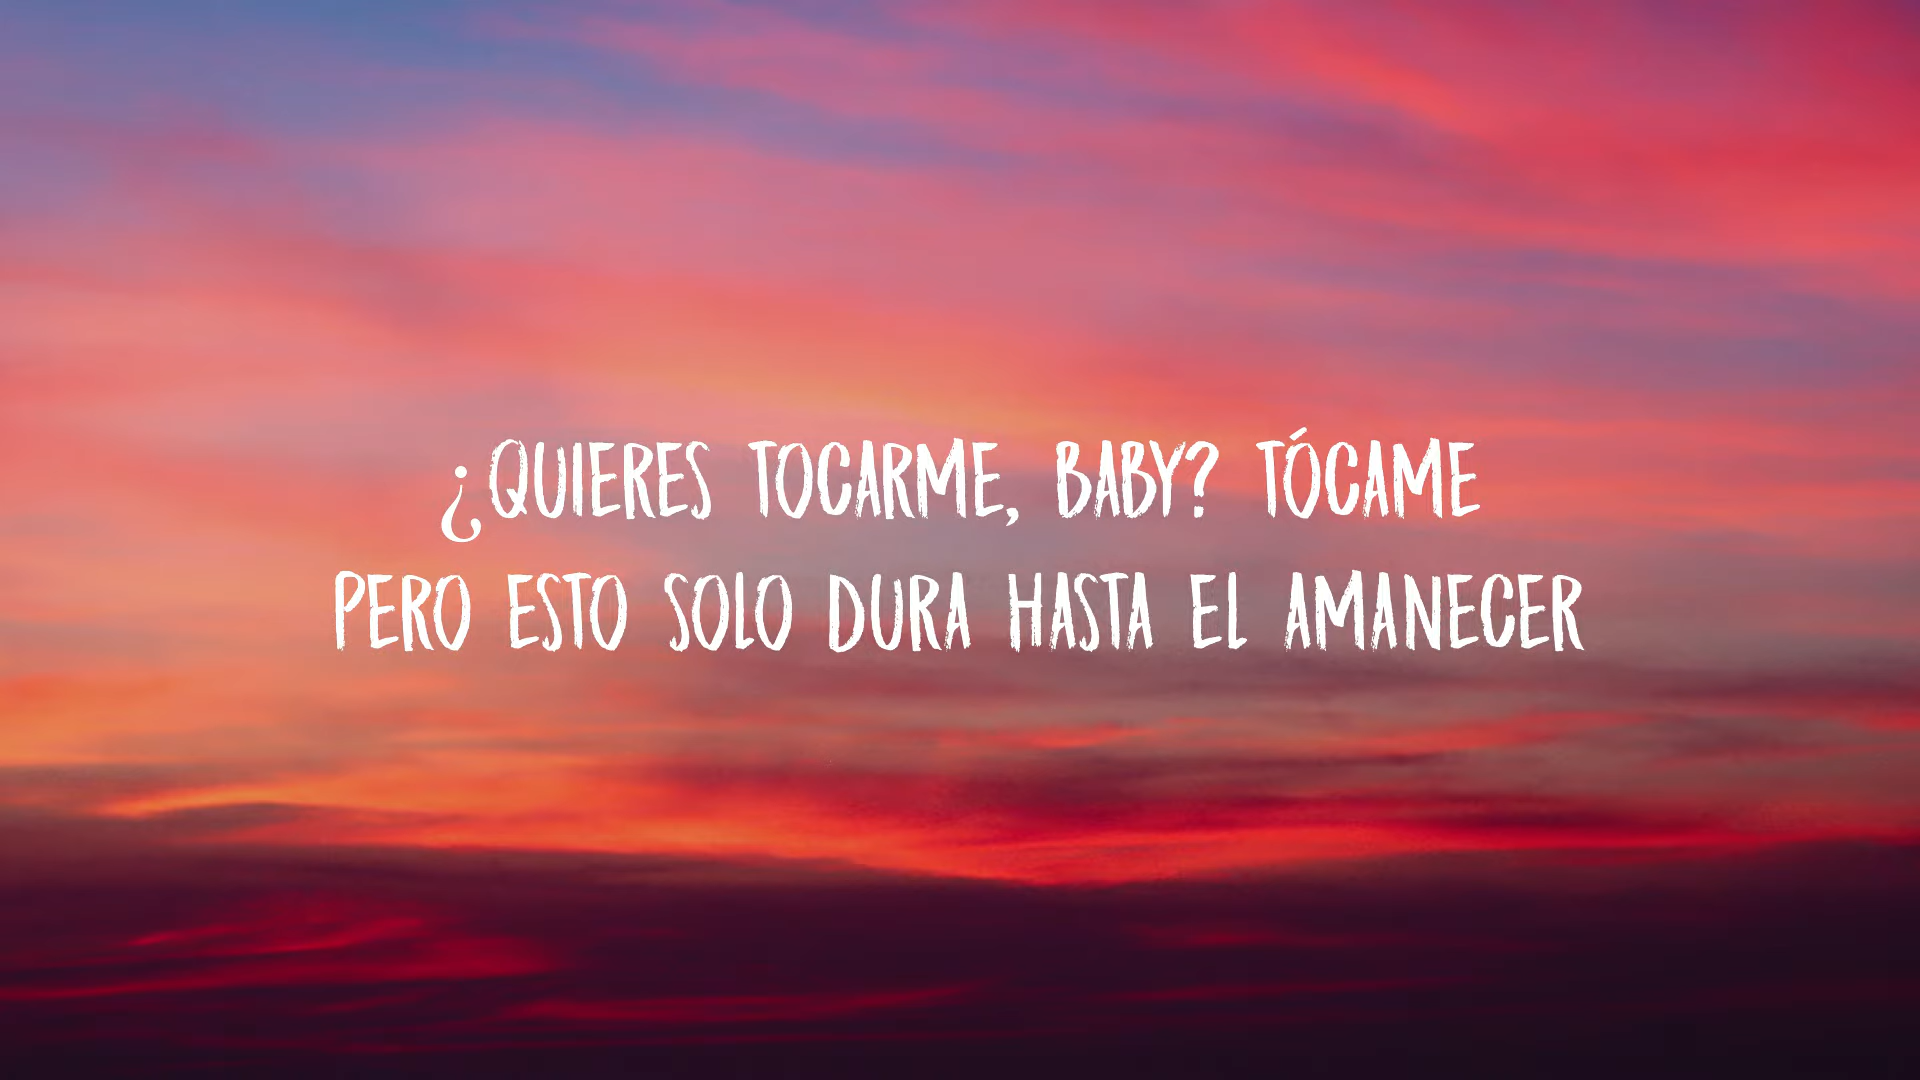 ¿QUIERES TOCARME, BABY? TÓCAME
PERO ESTO SOLO DURA HASTA EL AMANECER